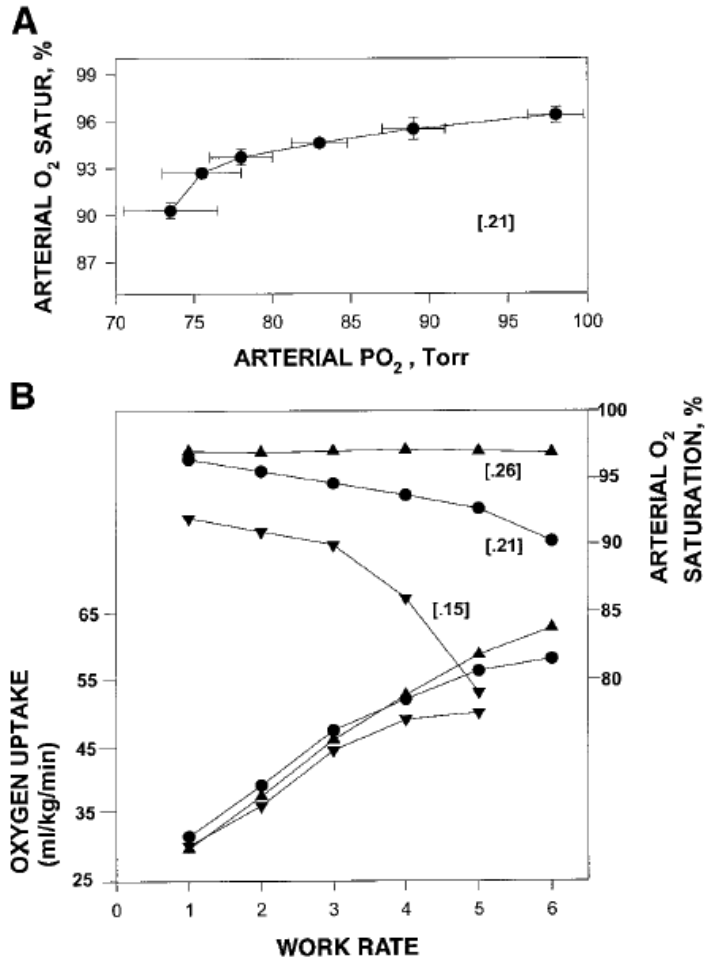 A
ARTERIAL O2 SATUR, %
99
96
93
90
87
[.21]
70 75 80 85 90 95 100
ARTERIAL PO2 , Torr
B
100
ARTERIAL O2
SATURATION, %
95
90
85
80
[.26]
[.21]
[.15]
65
55
45
35
25
OXYGEN UPTAKE
(ml/kg/min)
0 1 2 3 4 5 6
WORK RATE